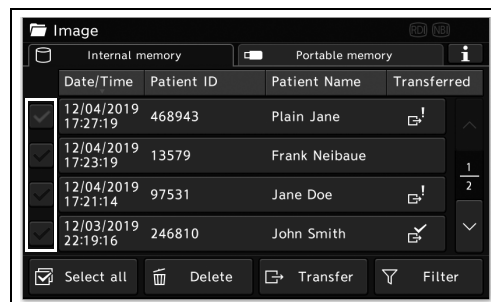 Image RDI NBI
Internal memory Portable memory i
Date/Time Patient ID Patient Name Transferred
12/04/2019
17:27:19 468943 Plain Jane
12/04/2019
17:23:19 13579 Frank Neibaue
12/04/2019
17:21:14 97531 Jane Doe
12/03/2019
22:19:16 246810 John Smith
1
2
Select all Delete Transfer Filter